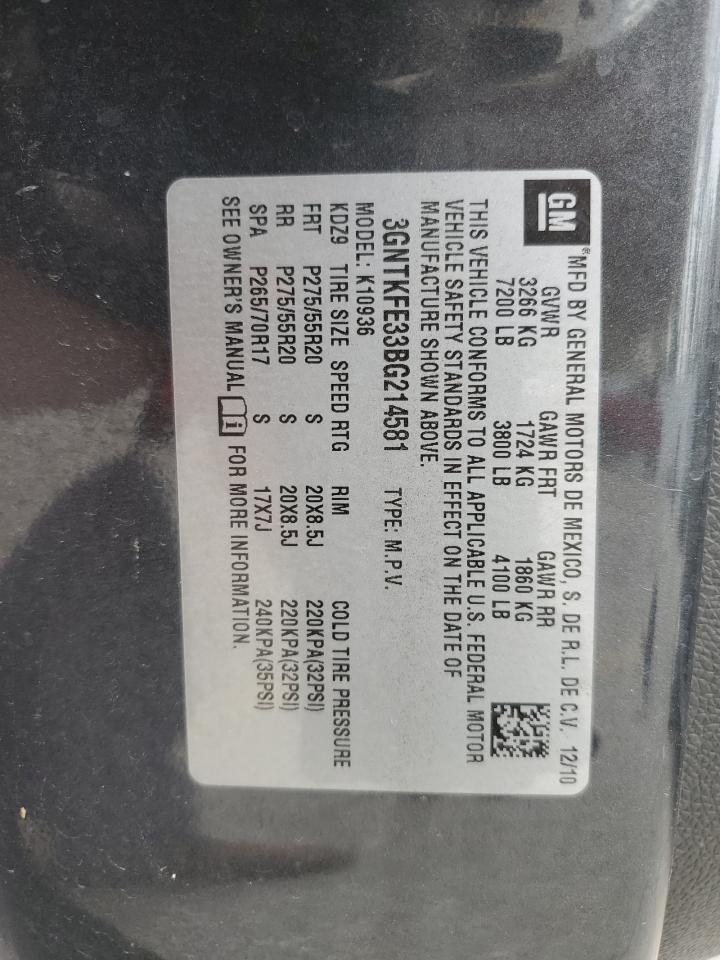 GM
®MFD BY GENERAL MOTORS DE MEXICO, S. DE R.L. DE C.V. 12/10
GVWR GAWR FRT GAWR RR
3266 KG 1724 KG 1860 KG
7200 LB 3800 LB 4100 LB
THIS VEHICLE CONFORMS TO ALL APPLICABLE U.S. FEDERAL MOTOR
VEHICLE SAFETY STANDARDS IN EFFECT ON THE DATE OF
MANUFACTURE SHOWN ABOVE.
3GNTKFE33BG214581 TYPE: M.P.V.
MODEL: K10936
KDZ9 TIRE SIZE SPEED RTG RIM COLD TIRE PRESSURE
FRT P275/55R20 S 20X8.5J 220KPA(32PSI)
RR P275/55R20 S 20X8.5J 220KPA(32PSI)
SPA P265/70R17 S 17X7J 240KPA(35PSI)
SEE OWNER'S MANUAL FOR MORE INFORMATION.